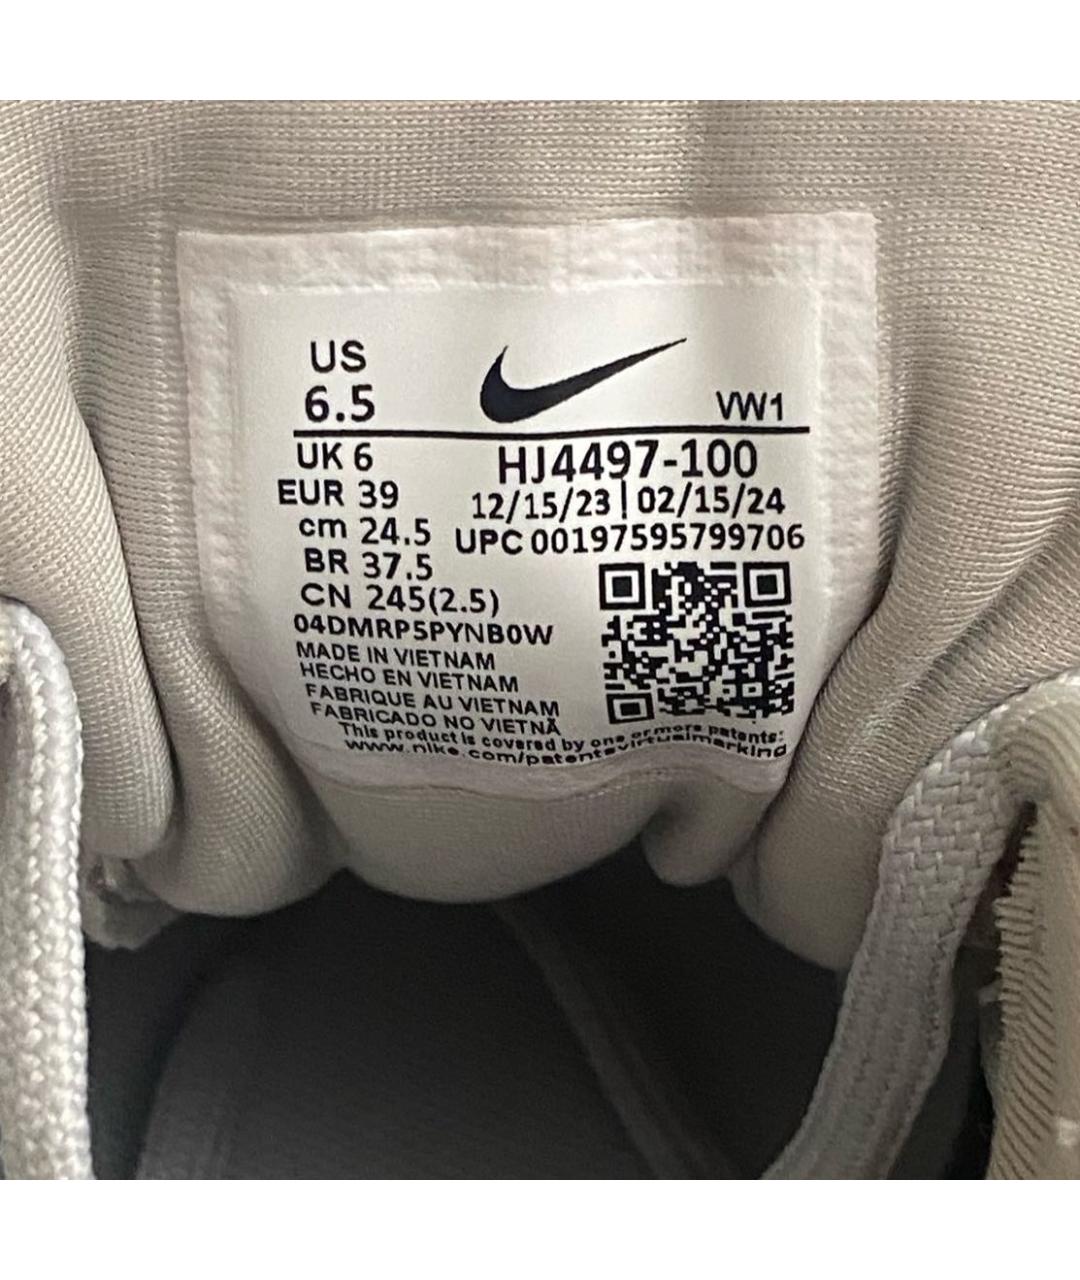 US
6.5
VW1
UK 6
HJ4497-100
EUR 39
12/15/23 | 02/15/24
cm 24.5
UPC 00197595799706
BR 37.5
CN 245(2.5)
04DMRP5PYNB0W
MADE IN VIETNAM
HECHO EN VIETNAM
FABRIQUE AU VIETNAM
FABRICADO NO VIETNÃ
This product is covered by one or more patents:
www.nike.com/patentsvirtualmarking